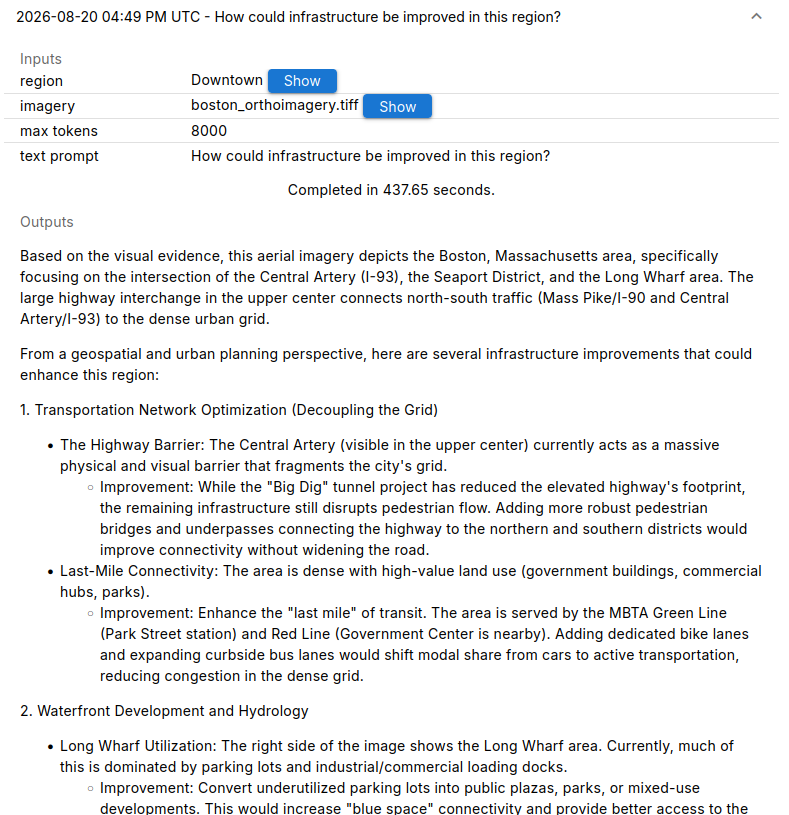 2026-08-20 04:49 PM UTC - How could infrastructure be improved in this region?
Inputs
region Downtown Show
imagery boston_orthoimagery.tiff Show
max tokens 8000
text prompt How could infrastructure be improved in this region?
Completed in 437.65 seconds.
Outputs
Based on the visual evidence, this aerial imagery depicts the Boston, Massachusetts area, specifically
focusing on the intersection of the Central Artery (I-93), the Seaport District, and the Long Wharf area. The
large highway interchange in the upper center connects north-south traffic (Mass Pike/I-90 and Central
Artery/I-93) to the dense urban grid.
From a geospatial and urban planning perspective, here are several infrastructure improvements that could
enhance this region:
1. Transportation Network Optimization (Decoupling the Grid)
• The Highway Barrier: The Central Artery (visible in the upper center) currently acts as a massive
physical and visual barrier that fragments the city's grid.
○ Improvement: While the "Big Dig" tunnel project has reduced the elevated highway's footprint,
the remaining infrastructure still disrupts pedestrian flow. Adding more robust pedestrian
bridges and underpasses connecting the highway to the northern and southern districts would
improve connectivity without widening the road.
• Last-Mile Connectivity: The area is dense with high-value land use (government buildings, commercial
hubs, parks).
○ Improvement: Enhance the "last mile" of transit. The area is served by the MBTA Green Line
(Park Street station) and Red Line (Government Center is nearby). Adding dedicated bike lanes
and expanding curbside bus lanes would shift modal share from cars to active transportation,
reducing congestion in the dense grid.
2. Waterfront Development and Hydrology
• Long Wharf Utilization: The right side of the image shows the Long Wharf area. Currently, much of
this is dominated by parking lots and industrial/commercial loading docks.
○ Improvement: Convert underutilized parking lots into public plazas, parks, or mixed-use
developments. This would increase "blue space" connectivity and provide better access to the